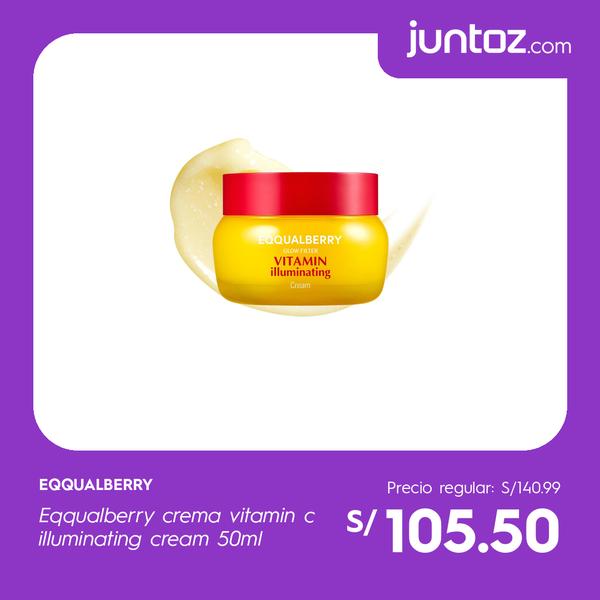 juntoz.com
EQQUALBERRY
GLOW FILTER
VITAMIN
illuminating
Cream
EQQUALBERRY
Eqqualberry crema vitamin c
illuminating cream 50ml
Precio regular: S/140.99
S/105.50